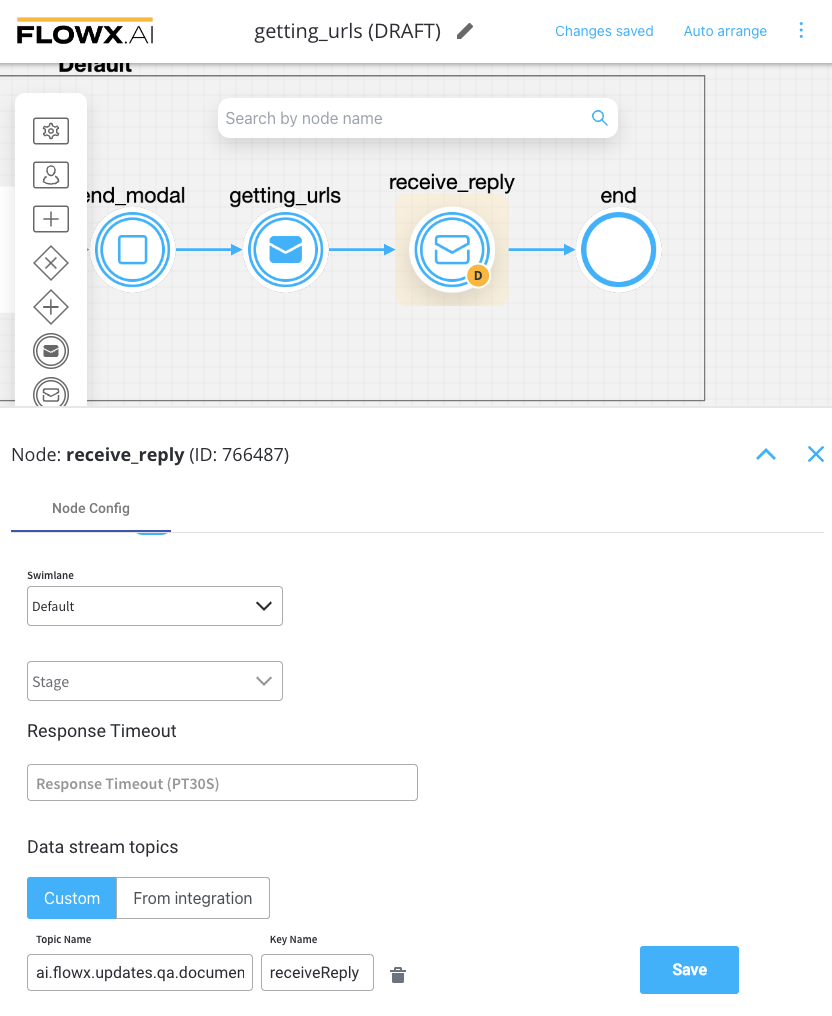 FLOWX.AI
getting_urls (DRAFT)
Changes saved
Auto arrange
Default
Search by node name
end_modal
getting_urls
receive_reply
end
D
Node: receive_reply (ID: 766487)
Node Config
Swimlane
Default
Stage
Response Timeout
Response Timeout (PT30S)
Data stream topics
Custom
From integration
Topic Name
Key Name
ai.flowx.updates.qa.documen
receiveReply
Save